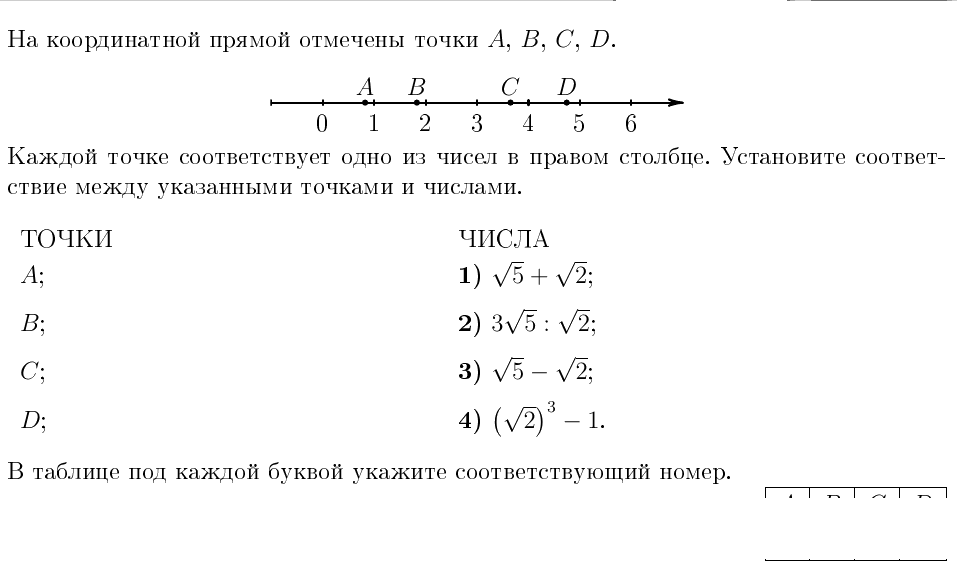 На координатной прямой отмечены точки A, B, C, D.
A B C D
0 1 2 3 4 5 6
Каждой точке соответствует одно из чисел в правом столбце. Установите соответ-
ствие между указанными точками и числами.
ТОЧКИ ЧИСЛА
A; 1) √5 + √2;
B; 2) 3√5 : √2;
C; 3) √5 − √2;
D; 4) (√2)³ − 1.
В таблице под каждой буквой укажите соответствующий номер.